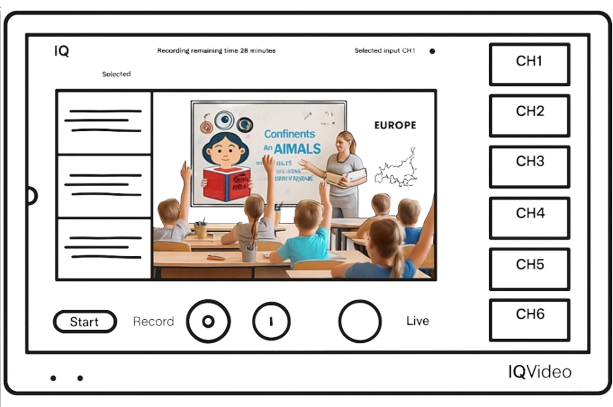 IQ
Recording remaining time 28 minutes
Selected input CH1
Selected
Confinents
An AIMALS
EUROPE
CH1
CH2
CH3
CH4
CH5
CH6
Start
Record
Live
IQVideo